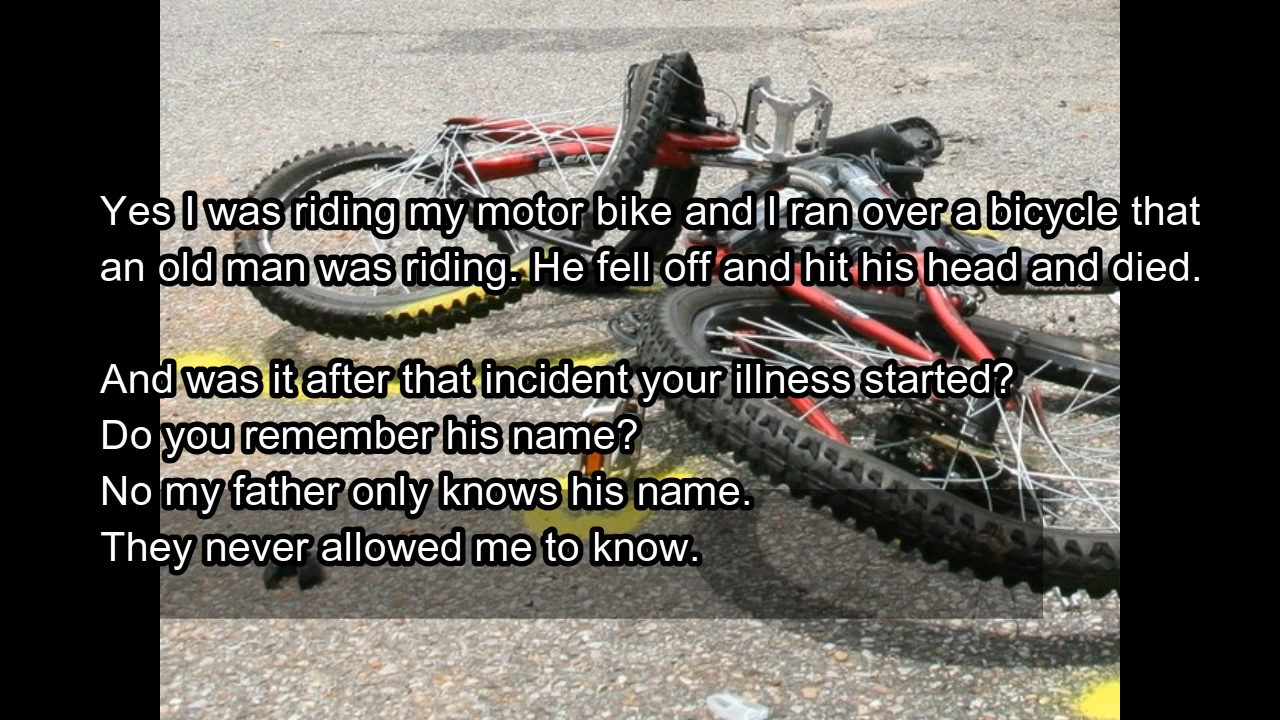 Yes I was riding my motor bike and I ran over a bicycle that
an old man was riding. He fell off and hit his head and died.
And was it after that incident your illness started?
Do you remember his name?
No my father only knows his name.
They never allowed me to know.